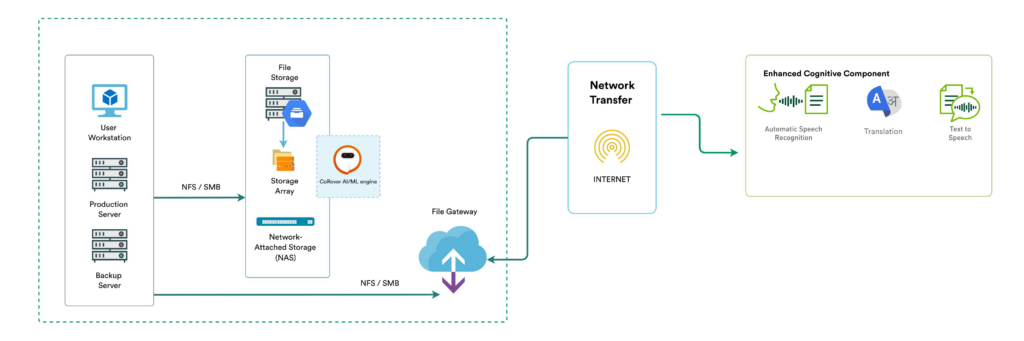 User
Workstation
Production
Server
Backup
Server
NFS / SMB
File
Storage
Storage
Array
CoRover AI/ML engine
Network-
Attached Storage
(NAS)
NFS / SMB
File Gateway
Network
Transfer
INTERNET
Enhanced Cognitive Component
Automatic Speech
Recognition
A अ
Translation
Text to
Speech